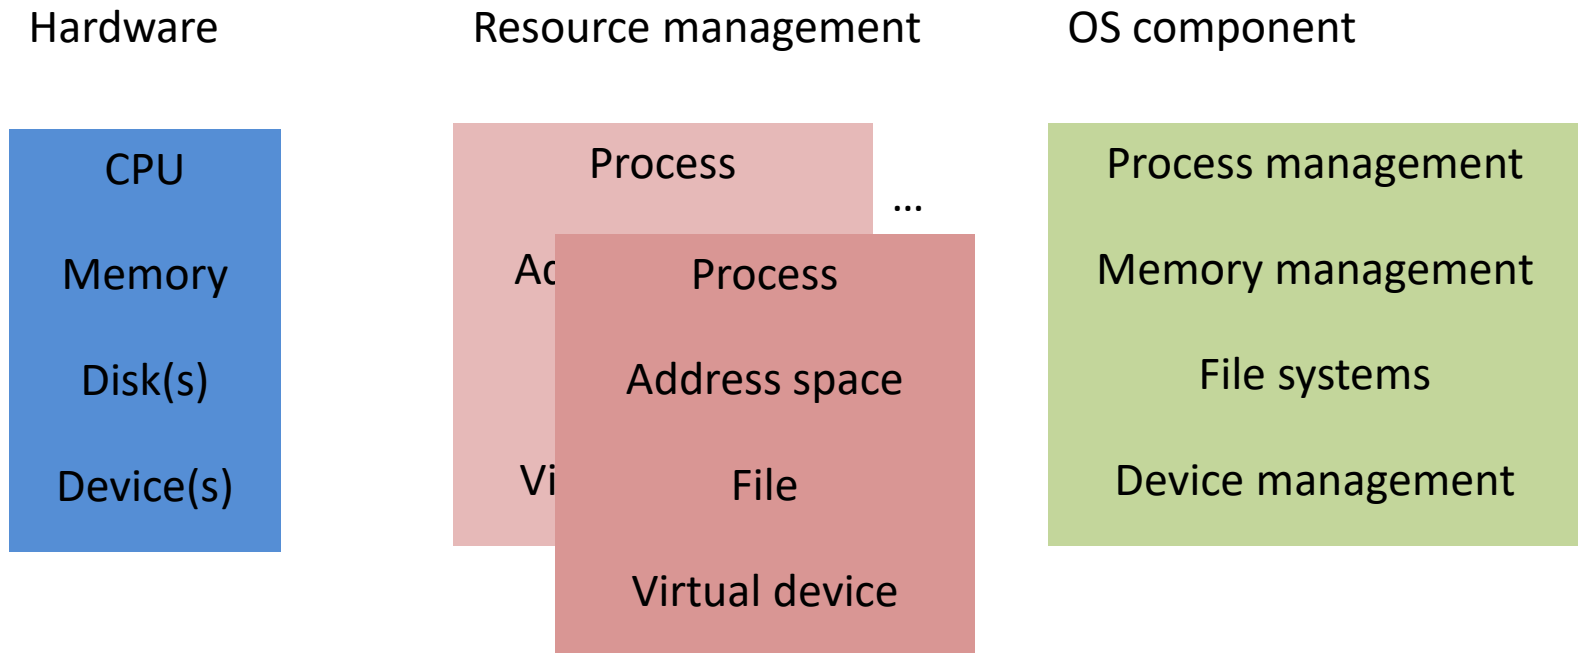 Hardware
Resource management
OS component
CPU
Memory
Disk(s)
Device(s)
Process
...
Process
Address space
File
Virtual device
Process management
Memory management
File systems
Device management